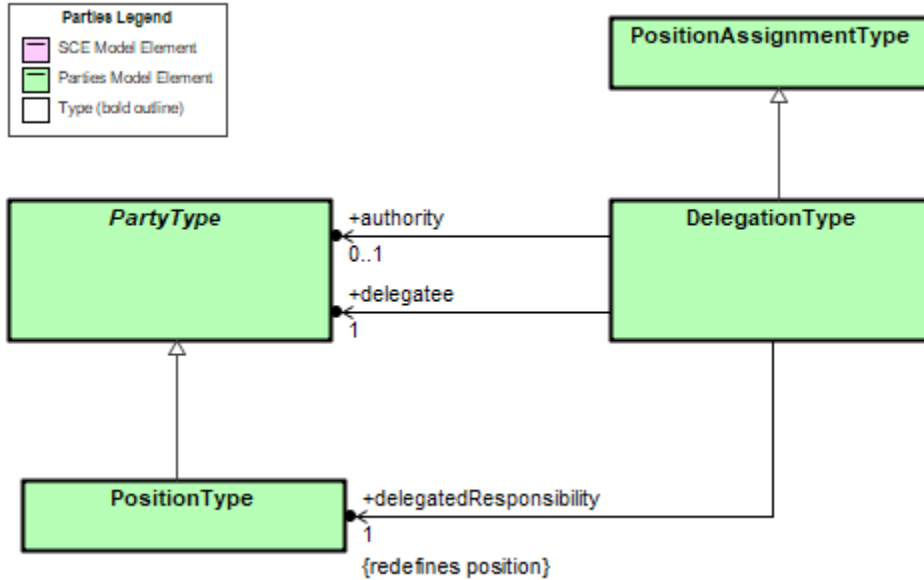 Parties Legend
SCE Model Element
Parties Model Element
Type (bold outline)
PositionAssignmentType
PartyType
DelegationType
+authority
0..1
+delegatee
1
PositionType
+delegatedResponsibility
1
{redefines position}